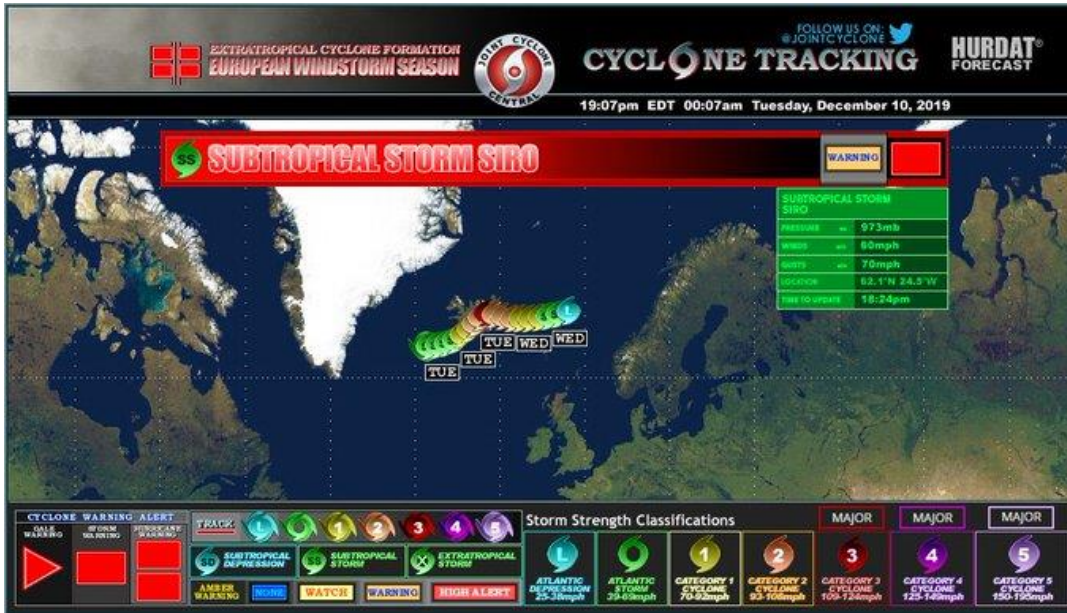 EXTRATROPICAL CYCLONE FORMATION
EUROPEAN WINDSTORM SEASON
JOINT CYCLONE
CENTRAL
FOLLOW US ON:
@JOINTCYCLONE
CYCLONE TRACKING
HURDAT®
FORECAST
19:07pm EDT 00:07am Tuesday, December 10, 2019
SS SUBTROPICAL STORM SIRO
WARNING
SUBTROPICAL STORM
SIRO
PRESSURE 973mb
WINDS 60mph
GUSTS 70mph
LOCATION 62.1°N 24.5°W
TIME TO UPDATE 18:24pm
L
TUE
TUE
TUE
WED
WED
CYCLONE WARNING ALERT
GALE
WARNING
STORM
WARNING
HURRICANE
WARNING
TRACK L 1 2 3 4 5
SD SUBTROPICAL
DEPRESSION
SS SUBTROPICAL
STORM
X EXTRATROPICAL
STORM
AMBER
WARNING
NONE
WATCH
WARNING
HIGH ALERT
Storm Strength Classifications
MAJOR
MAJOR
MAJOR
L
ATLANTIC
DEPRESSION
25-38mph
ATLANTIC
STORM
39-69mph
1
CATEGORY 1
CYCLONE
70-92mph
2
CATEGORY 2
CYCLONE
93-108mph
3
CATEGORY 3
CYCLONE
109-124mph
4
CATEGORY 4
CYCLONE
125-149mph
5
CATEGORY 5
CYCLONE
150-195mph